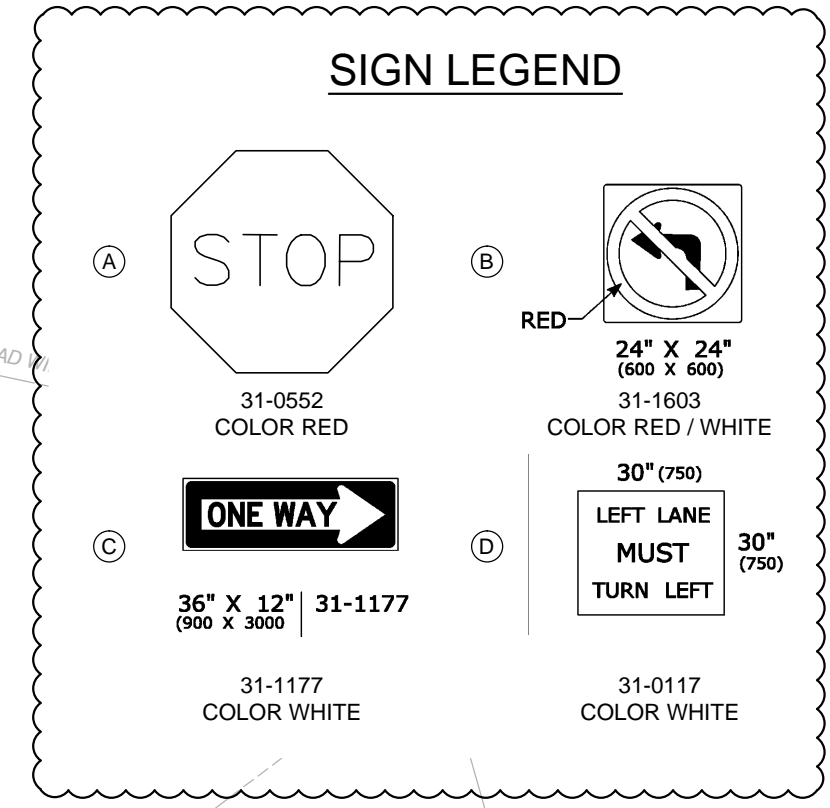 SIGN LEGEND
A
STOP
31-0552
COLOR RED
B
RED
24" X 24"
(600 X 600)
31-1603
COLOR RED / WHITE
C
ONE WAY
36" X 12" | 31-1177
(900 X 3000
31-1177
COLOR WHITE
D
30" (750)
LEFT LANE
MUST
TURN LEFT
30"
(750)
31-0117
COLOR WHITE